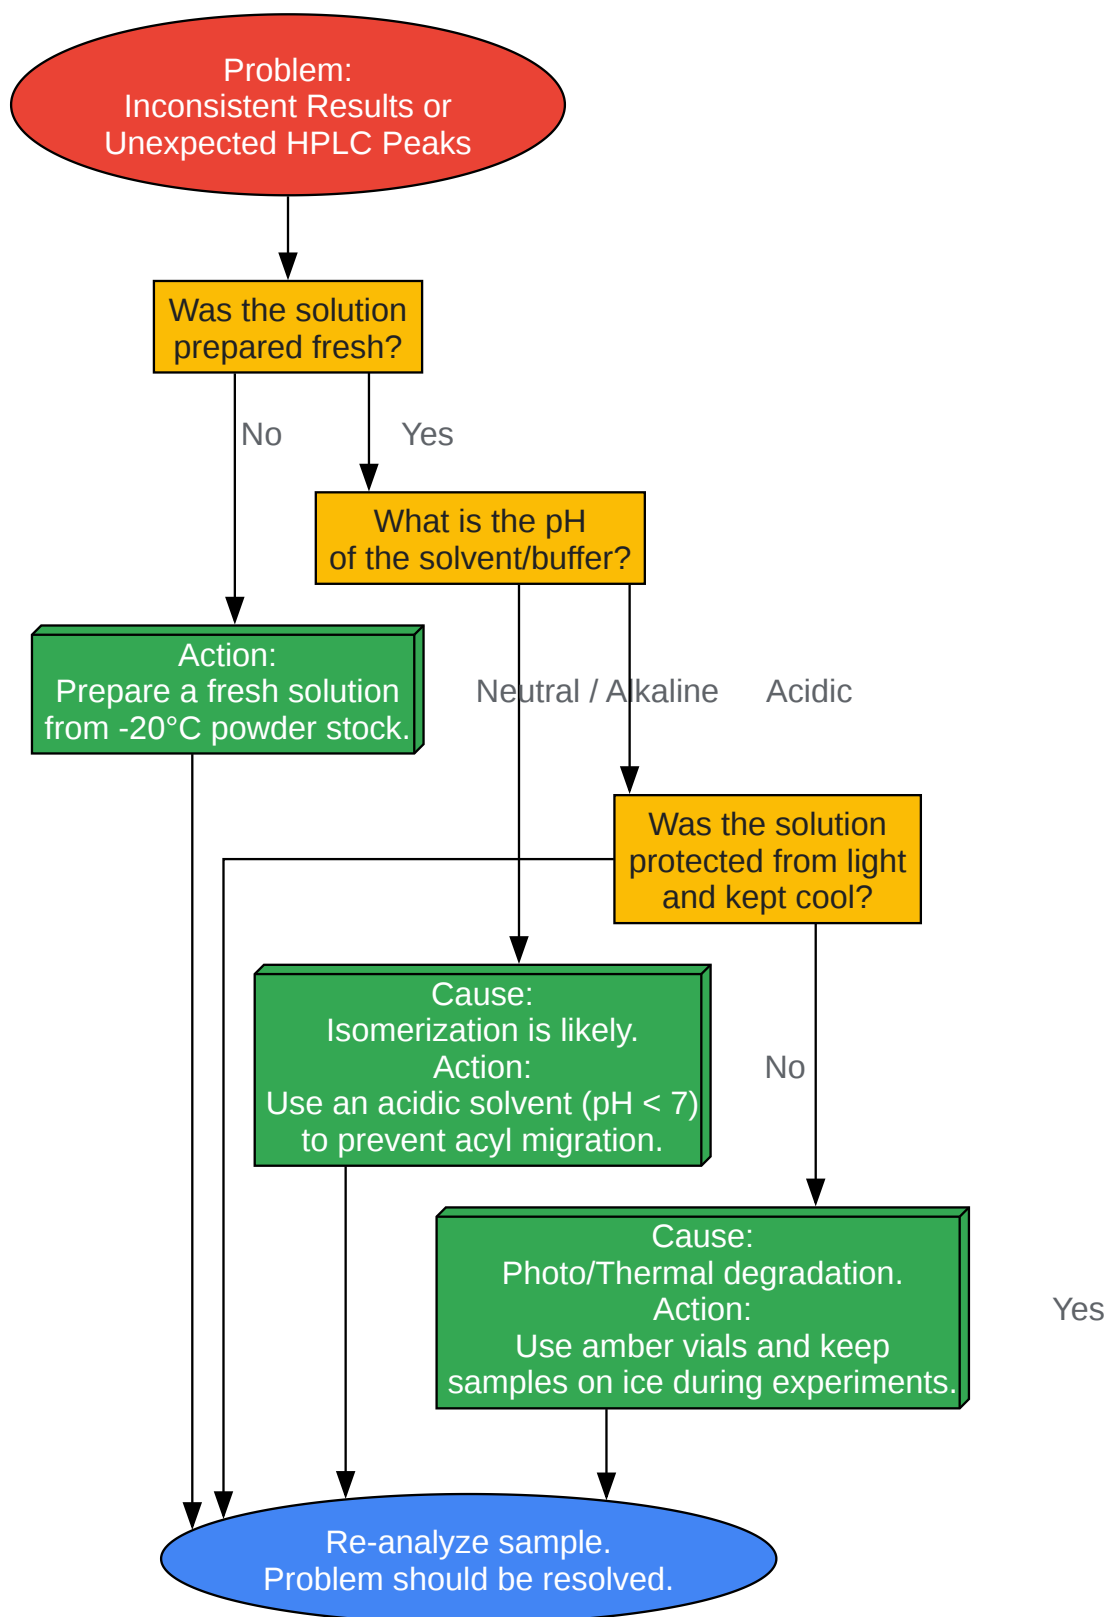 Problem:
Inconsistent Results or
Unexpected HPLC Peaks
Was the solution
prepared fresh?
No
Yes
What is the pH
of the solvent/buffer?
Action:
Prepare a fresh solution
from -20°C powder stock.
Neutral / Alkaline
Acidic
Was the solution
protected from light
and kept cool?
Cause:
Isomerization is likely.
Action:
Use an acidic solvent (pH < 7)
to prevent acyl migration.
No
Cause:
Photo/Thermal degradation.
Action:
Use amber vials and keep
samples on ice during experiments.
Yes
Re-analyze sample.
Problem should be resolved.